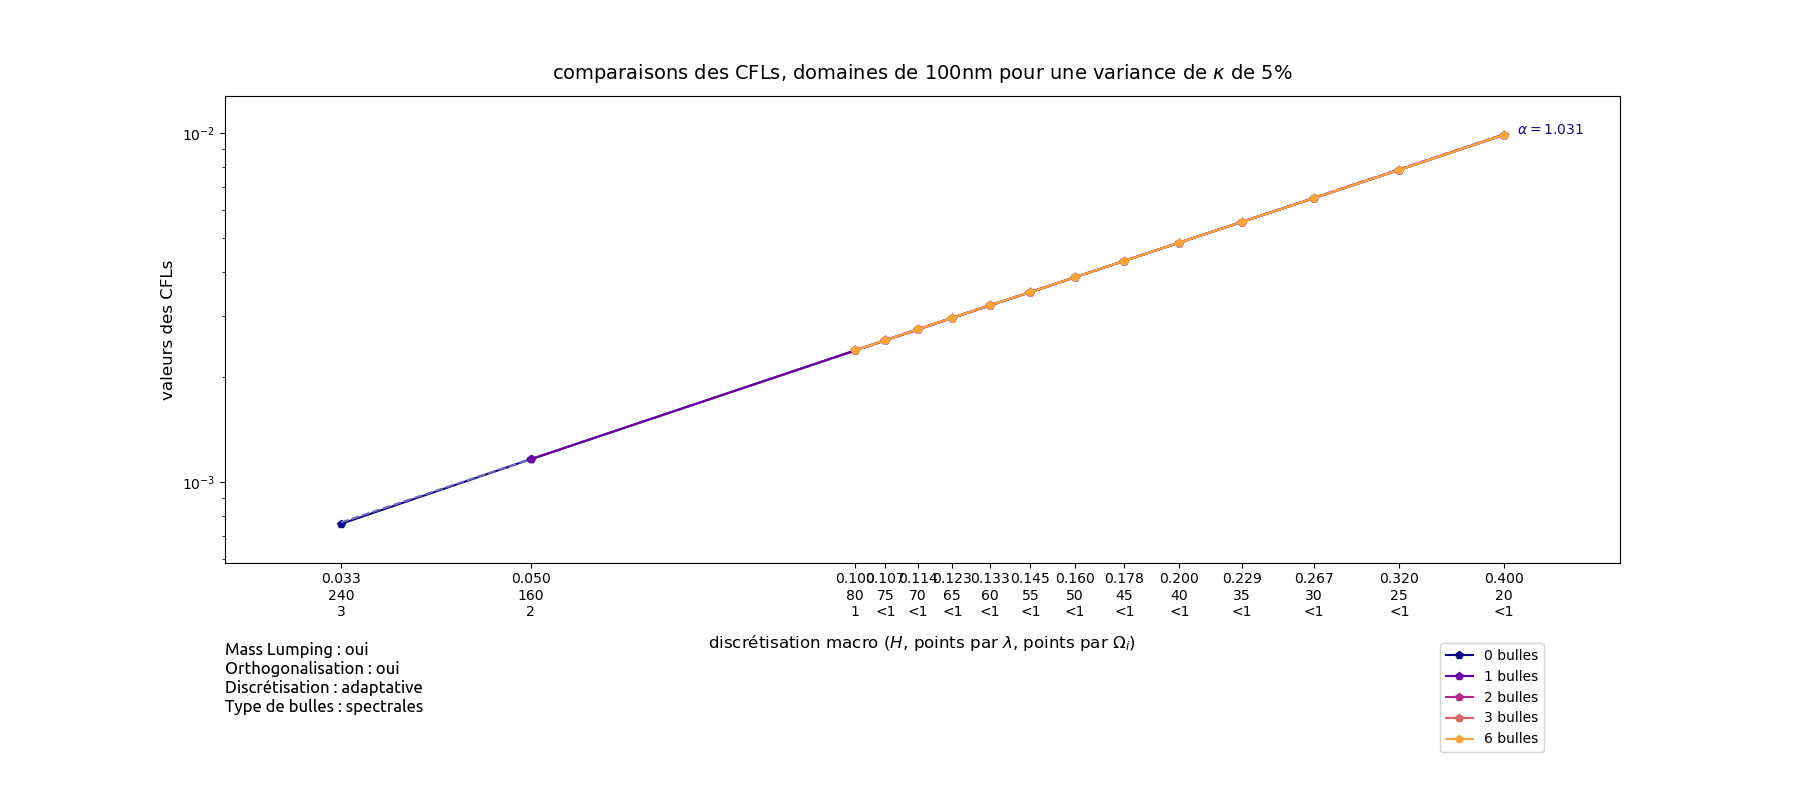 comparaisons des CFLs, domaines de 100nm pour une variance de κ de 5%
10⁻²
α = 1.031
valeurs des CFLs
10⁻³
0.033 0.050 0.100 0.107 0.114 0.123 0.133 0.145 0.160 0.178 0.200 0.229 0.267 0.320 0.400
240 160 80 75 70 65 60 55 50 45 40 35 30 25 20
3 2 1 <1 <1 <1 <1 <1 <1 <1 <1 <1 <1 <1 <1
discrétisation macro (H, points par λ, points par Ωᵢ)
Mass Lumping : oui
Orthogonalisation : oui
Discrétisation : adaptative
Type de bulles : spectrales
0 bulles
1 bulles
2 bulles
3 bulles
6 bulles